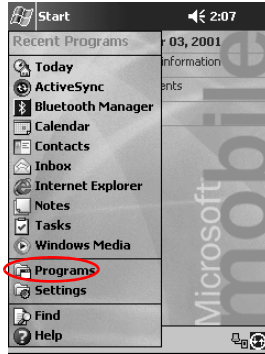 Start 2:07
Recent Programs r 03, 2001
Today information
ActiveSync ents
Bluetooth Manager
Calendar
Contacts
Inbox
Internet Explorer
Notes
Tasks
Windows Media
Programs
Settings
Find
Help
Microsoft
mobile